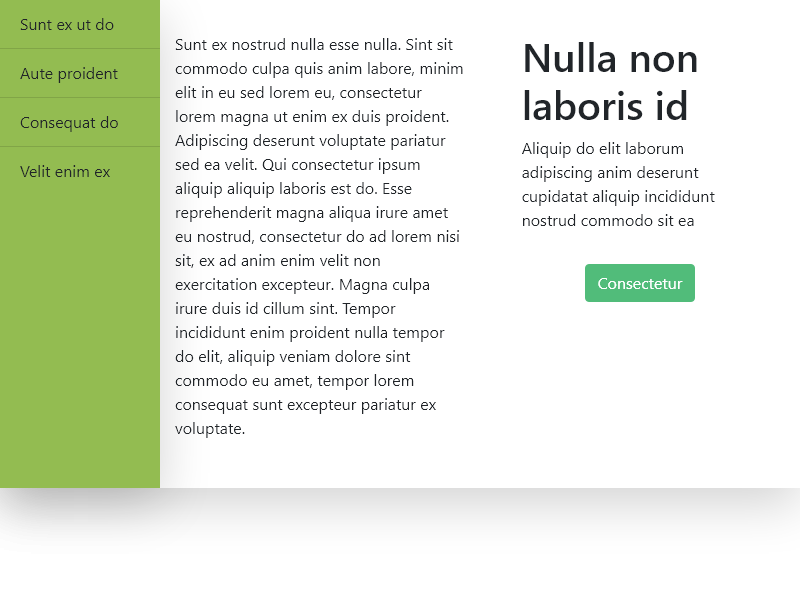 Sunt ex ut do
Aute proident
Consequat do
Velit enim ex
Sunt ex nostrud nulla esse nulla. Sint sit
commodo culpa quis anim labore, minim
elit in eu sed lorem eu, consectetur
lorem magna ut enim ex duis proident.
Adipiscing deserunt voluptate pariatur
sed ea velit. Qui consectetur ipsum
aliquip aliquip laboris est do. Esse
reprehenderit magna aliqua irure amet
eu nostrud, consectetur do ad lorem nisi
sit, ex ad anim enim velit non
exercitation excepteur. Magna culpa
irure duis id cillum sint. Tempor
incididunt enim proident nulla tempor
do elit, aliquip veniam dolore sint
commodo eu amet, tempor lorem
consequat sunt excepteur pariatur ex
voluptate.
Nulla non
laboris id
Aliquip do elit laborum
adipiscing anim deserunt
cupidatat aliquip incididunt
nostrud commodo sit ea
Consectetur